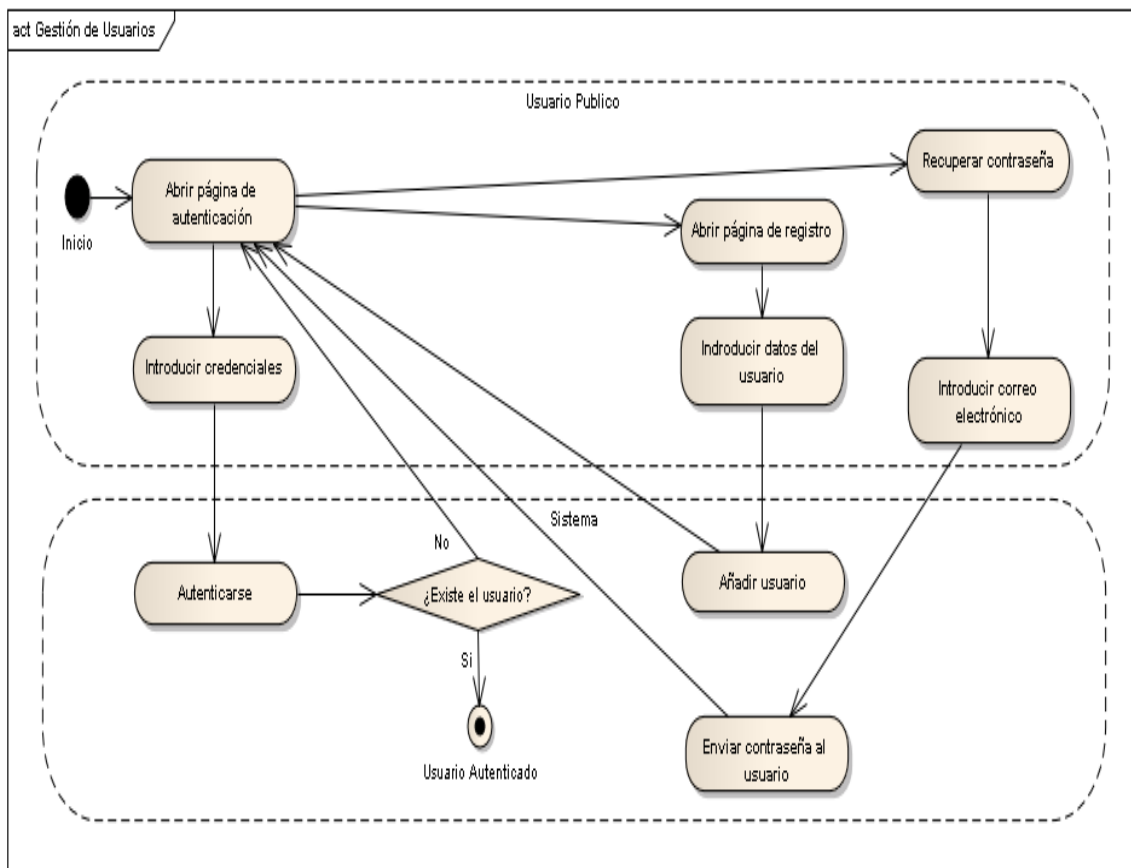 act Gestión de Usuarios
Usuario Publico
Inicio
Abrir página de
autenticación
Recuperar contraseña
Abrir página de registro
Introducir credenciales
Indroducir datos del
usuario
Introducir correo
electrónico
Sistema
Autenticarse
No
¿Existe el usuario?
Si
Usuario Autenticado
Añadir usuario
Enviar contraseña al
usuario